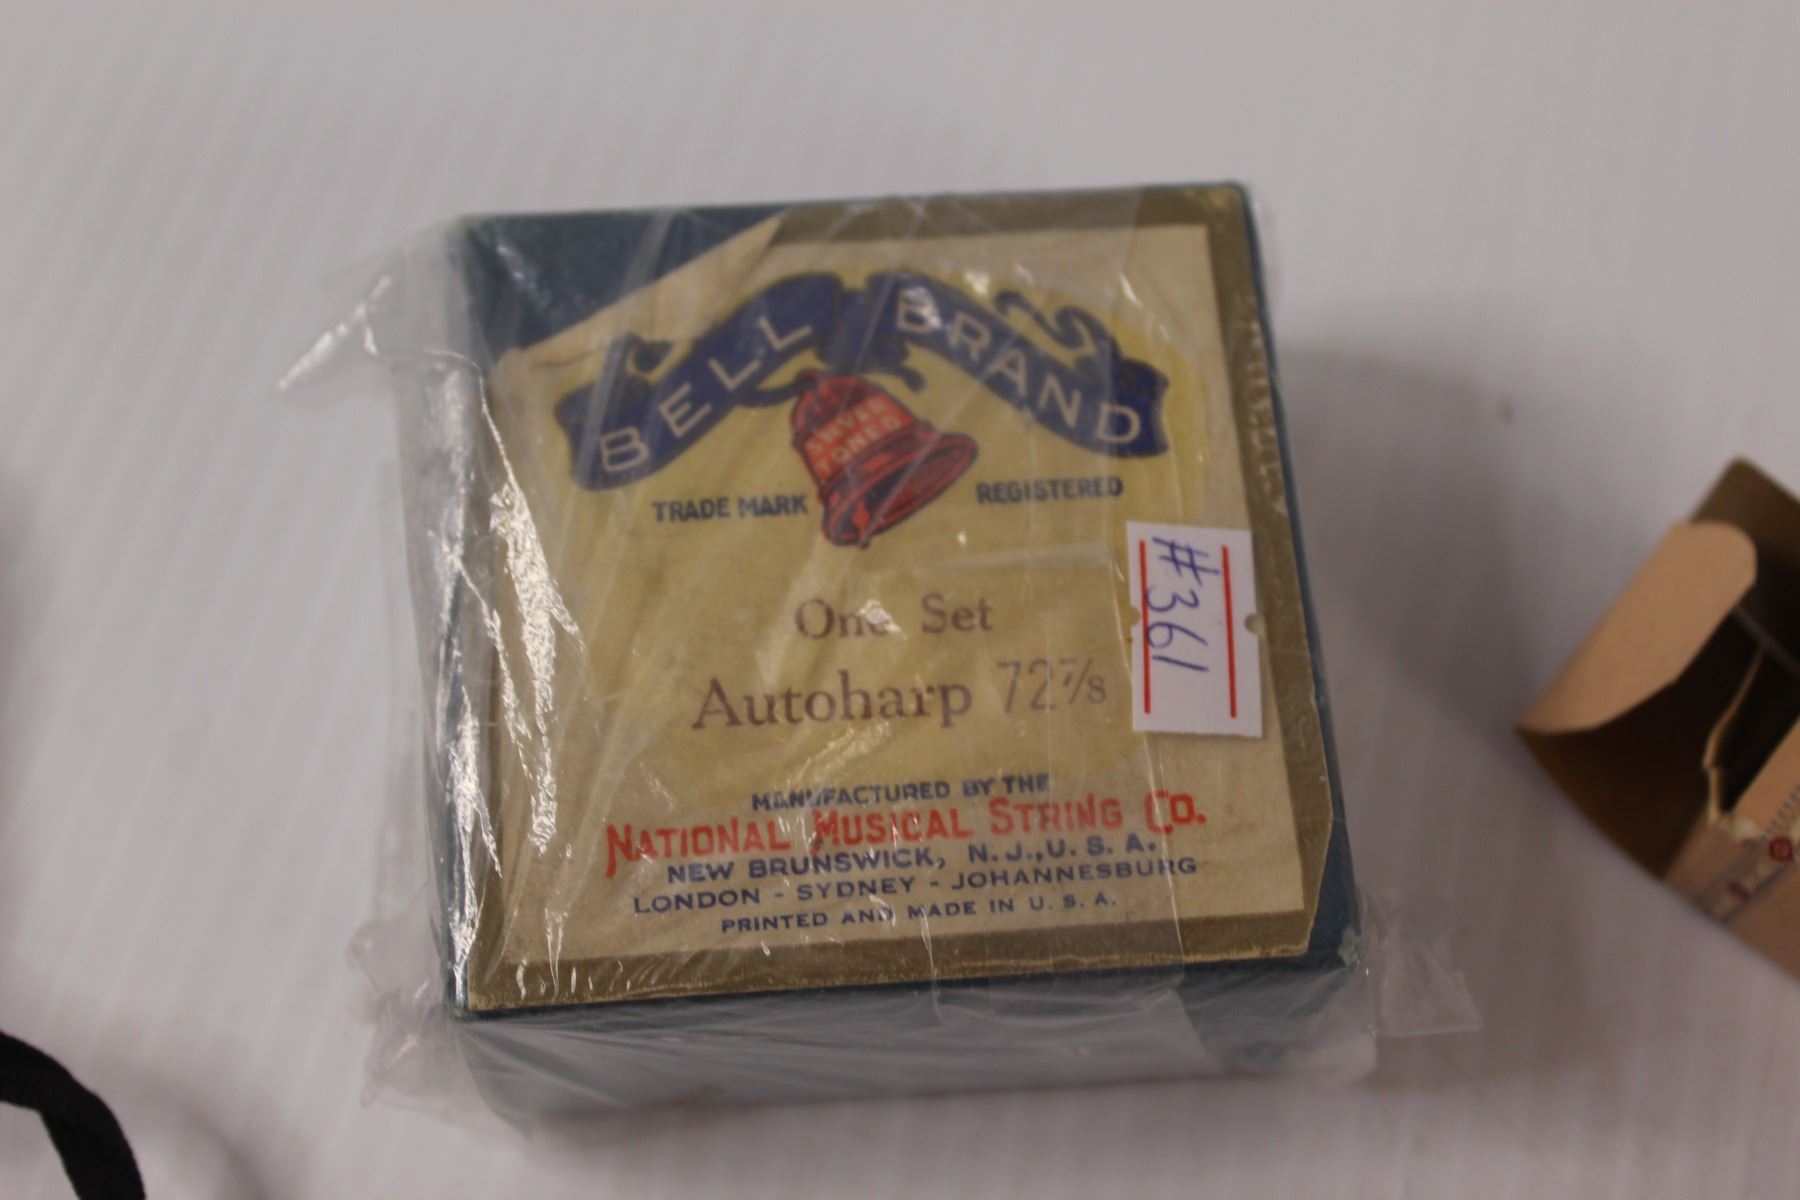 BELL BRAND
SILVER
TONED
TRADE MARK REGISTERED
#361
One Set
Autoharp 72⅞
MANUFACTURED BY THE
NATIONAL MUSICAL STRING CO.
NEW BRUNSWICK, N. J., U. S. A.
LONDON - SYDNEY - JOHANNESBURG
PRINTED AND MADE IN U. S. A.